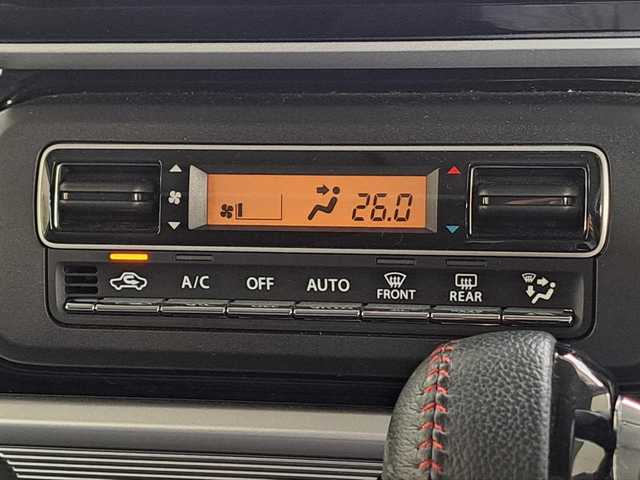 26.0
A/C OFF AUTO FRONT REAR